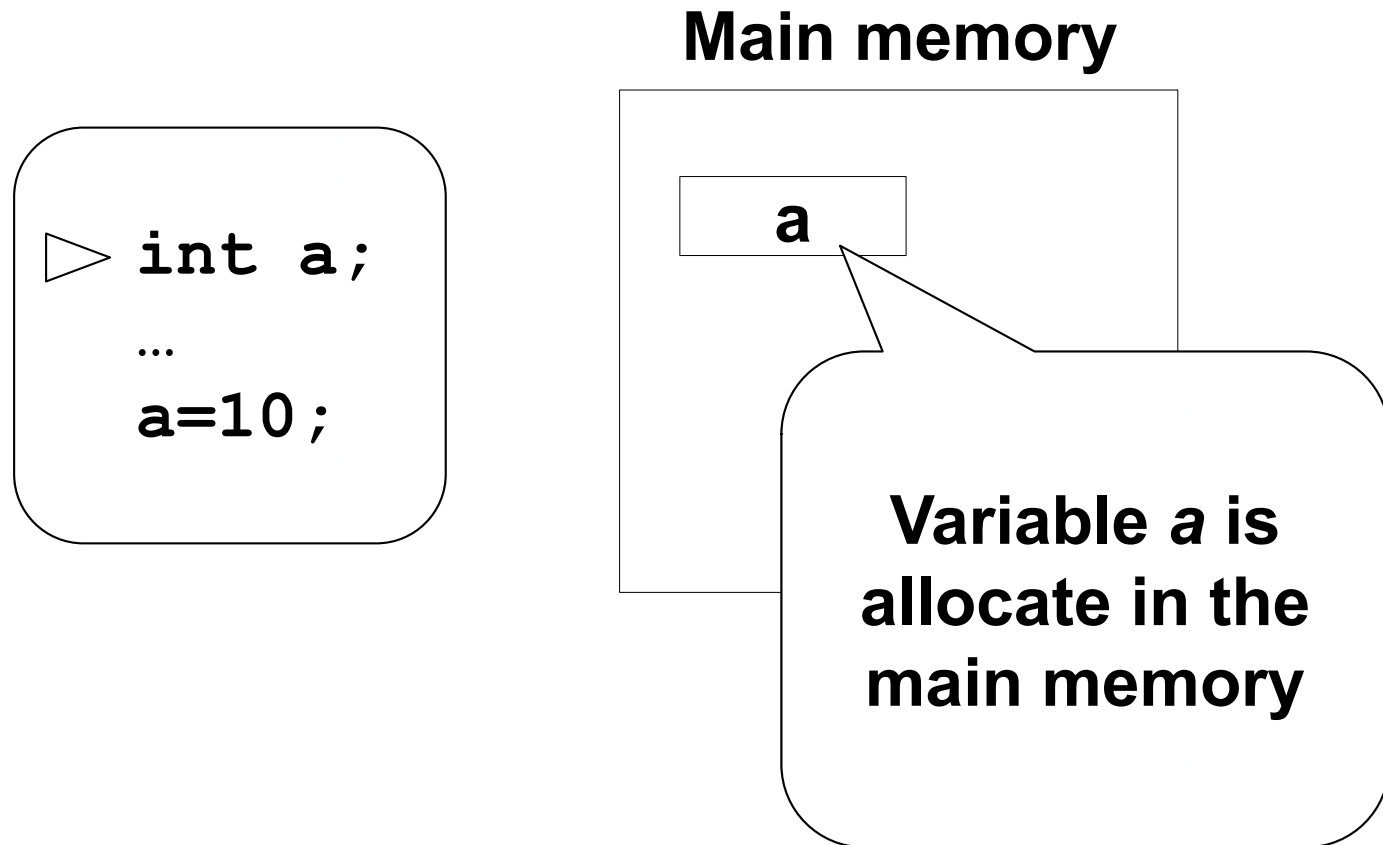 Main memory
int a;
…
a=10;
a
Variable a is
allocate in the
main memory